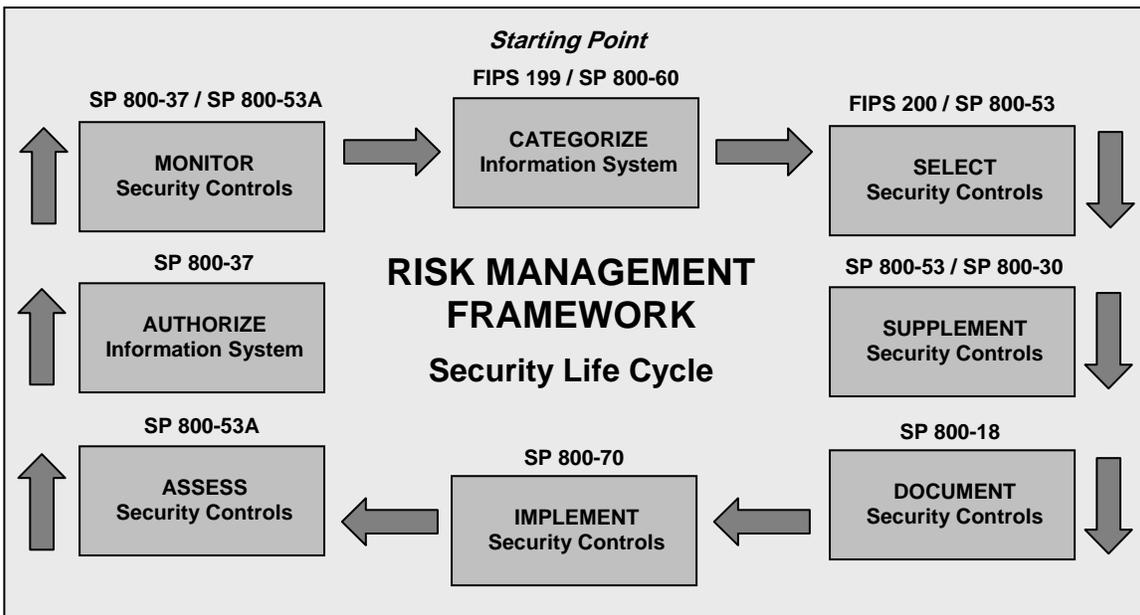 Starting Point
FIPS 199 / SP 800-60
CATEGORIZE
Information System
FIPS 200 / SP 800-53
SELECT
Security Controls
SP 800-53 / SP 800-30
SUPPLEMENT
Security Controls
SP 800-18
DOCUMENT
Security Controls
SP 800-70
IMPLEMENT
Security Controls
SP 800-53A
ASSESS
Security Controls
SP 800-37
AUTHORIZE
Information System
SP 800-37 / SP 800-53A
MONITOR
Security Controls
RISK MANAGEMENT
FRAMEWORK
Security Life Cycle